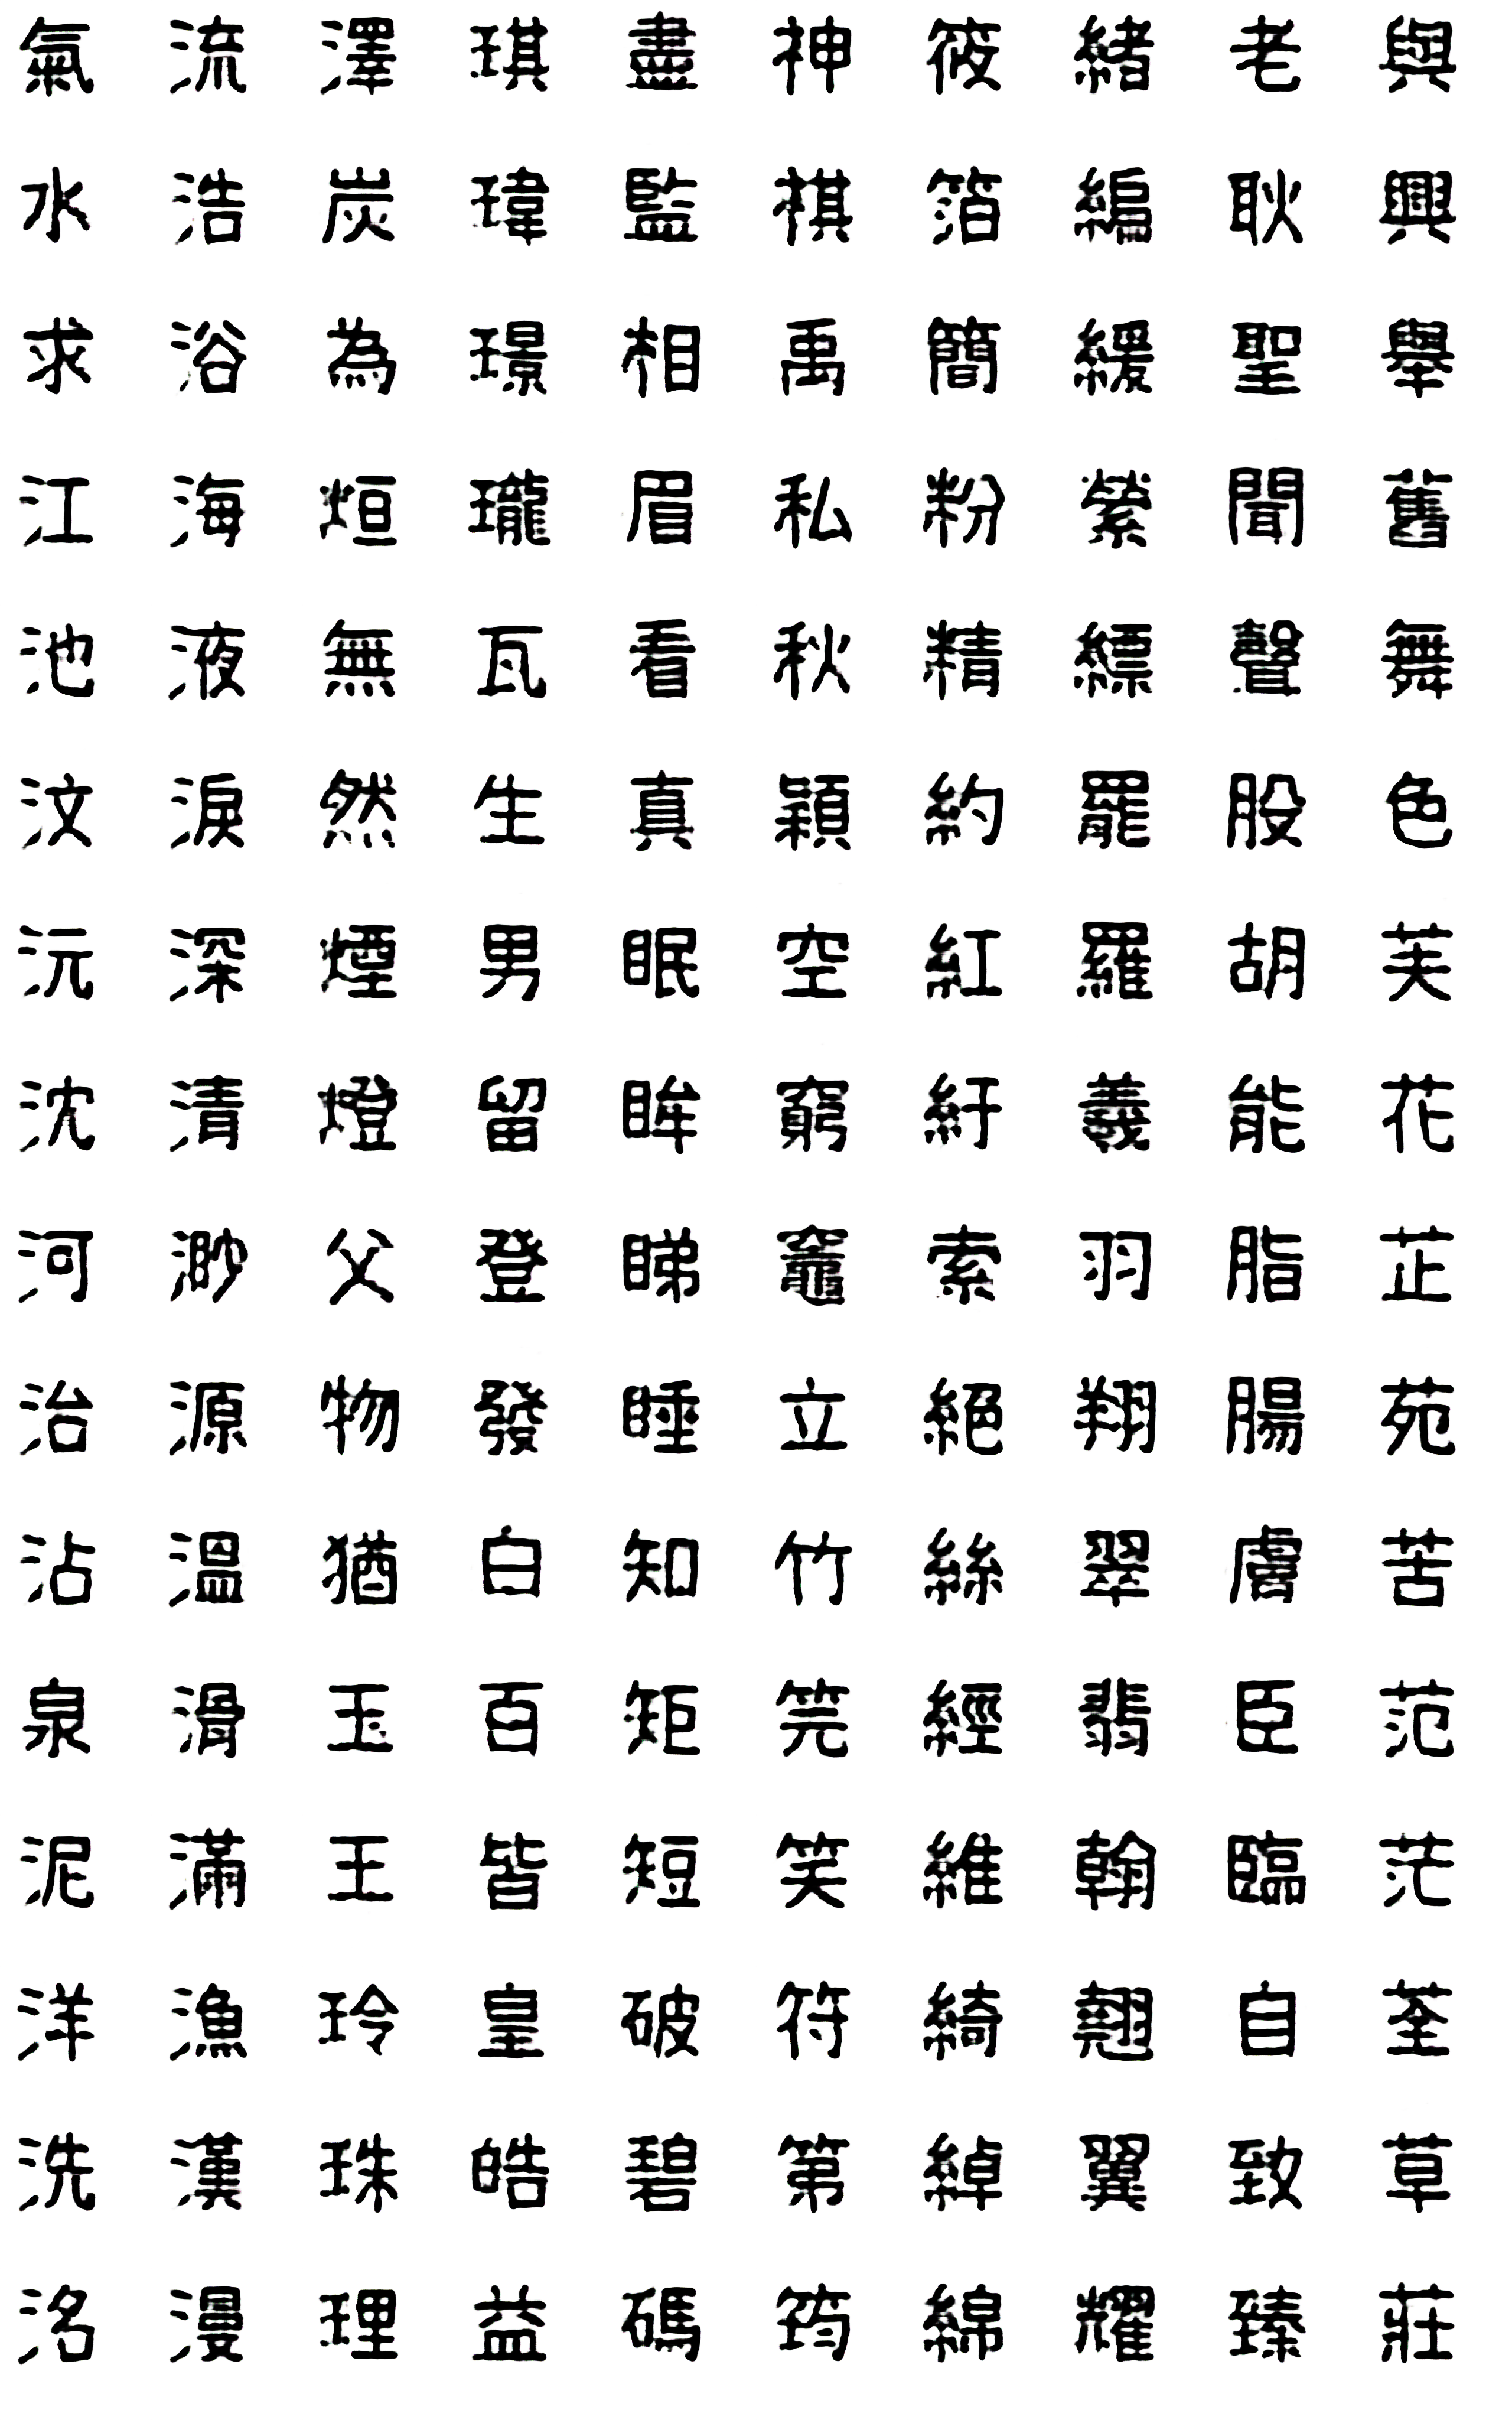 氣流澤琪盡神筱緒老與
水浩炭瑋監祺箔編耿興
求浴為璟相禹簡緩聖舉
江海烜瓏眉私粉縈聞舊
池液無瓦看秋精縹聲舞
汶淚然生真穎約罷股色
沅深煙男眠空紅羅胡芙
沈清燈留眸窮紆羲能花
河渺父登睇竈索羽脂芷
治源物發睡立絕翔腸苑
沾溫猶白知竹絲翠膚苦
泉滑玉百矩筦經翡臣范
泥滿王皆短笑維翰臨茫
洋漁玲皇破符綺翹自荃
洗漢珠皓碧第綽翼致草
洛漫理益碼筠綿耀臻莊